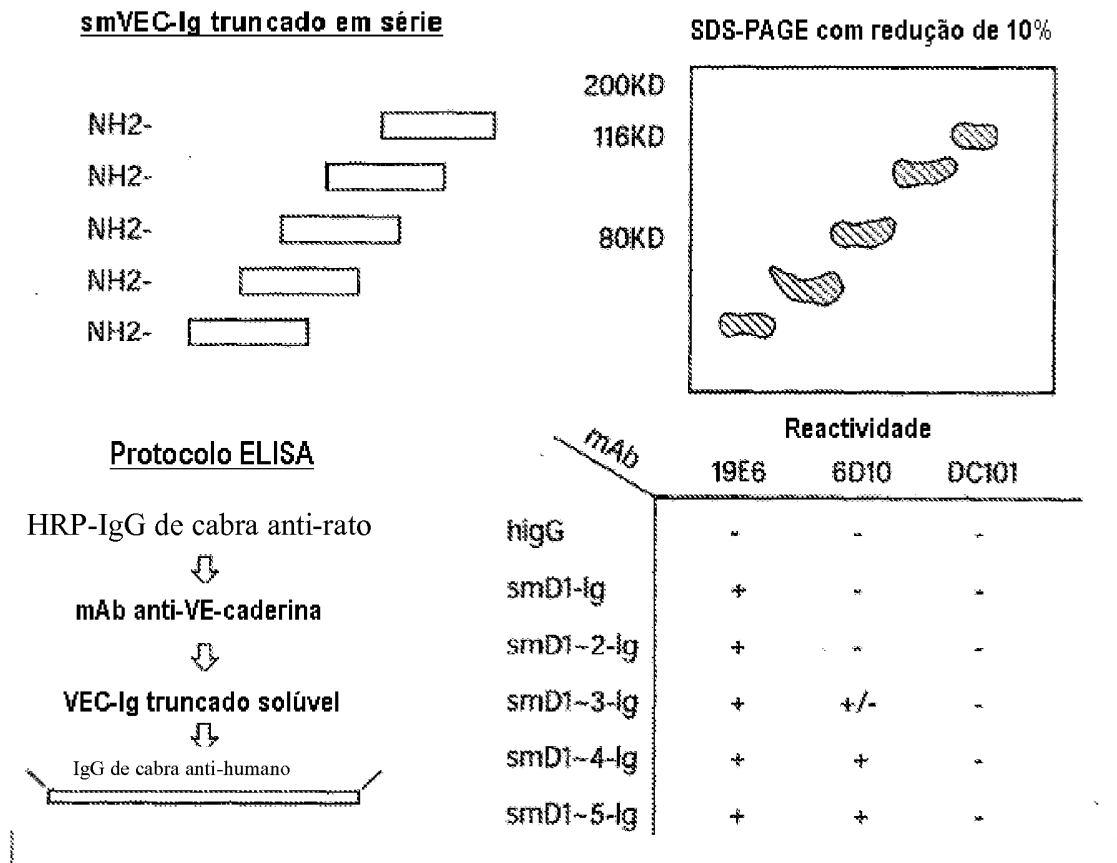 smVEC-Ig truncado em série
NH2-
NH2-
NH2-
NH2-
NH2-
SDS-PAGE com redução de 10%
200KD
116KD
80KD
Protocolo ELISA
HRP-IgG de cabra anti-rato
mAb anti-VE-caderina
VEC-Ig truncado solúvel
IgG de cabra anti-humano
Reactividade
mAb 19E6 6D10 DC101
hIgG - - -
smD1-Ig + - -
smD1~2-Ig + - -
smD1~3-Ig + +/- -
smD1~4-Ig + + -
smD1~5-Ig + + -